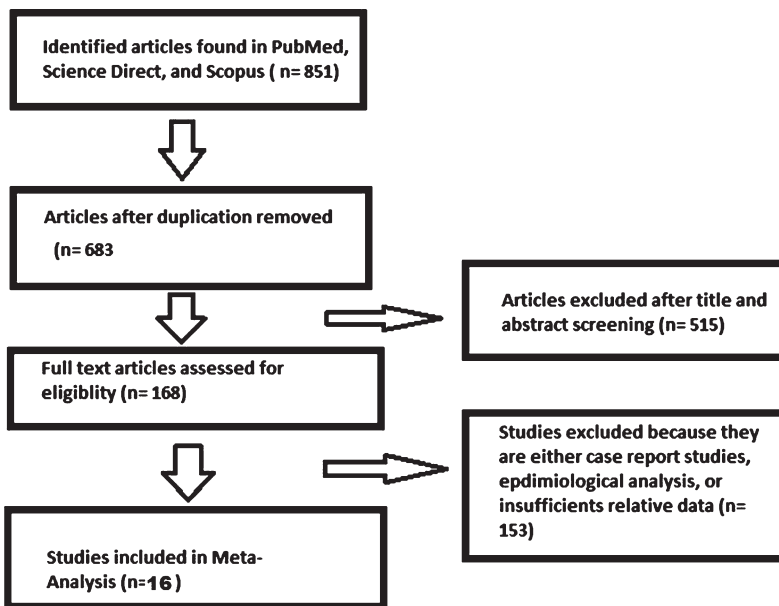 Identified articles found in PubMed,
Science Direct, and Scopus ( n= 851)
Articles after duplication removed
(n= 683
Articles excluded after title and
abstract screening (n= 515)
Full text articles assessed for
eligiblity (n= 168)
Studies excluded because they
are either case report studies,
epdimiological analysis, or
insufficients relative data (n=
153)
Studies included in Meta-
Analysis (n=16)